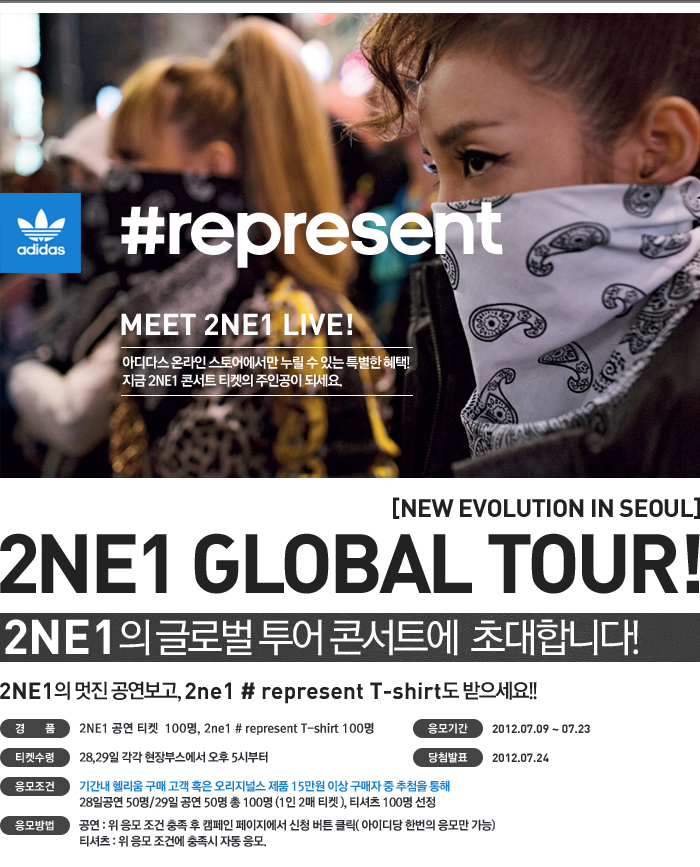 adidas
#represent
MEET 2NE1 LIVE!
아디다스 온라인 스토어에서만 누릴 수 있는 특별한 혜택!
지금 2NE1 콘서트 티켓의 주인공이 되세요.
[NEW EVOLUTION IN SEOUL]
2NE1 GLOBAL TOUR!
2NE1의 글로벌 투어 콘서트에 초대합니다!
2NE1의 멋진 공연보고, 2ne1 # represent T-shirt도 받으세요!!
경 품 2NE1 공연 티켓 100명, 2ne1 # represent T-shirt 100명
응모기간 2012.07.09 ~ 07.23
티켓수령 28,29일 각각 현장부스에서 오후 5시부터
당첨발표 2012.07.24
응모조건 기간내 헬리움 구매 고객 혹은 오리지널스 제품 15만원 이상 구매자 중 추첨을 통해
28일공연 50명/29일 공연 50명 총 100명 (1인 2매 티켓), 티셔츠 100명 선정
응모방법 공연 : 위 응모 조건 충족 후 캠페인 페이지에서 신청 버튼 클릭( 아이디당 한번의 응모만 가능)
티셔츠 : 위 응모 조건에 충족시 자동 응모.